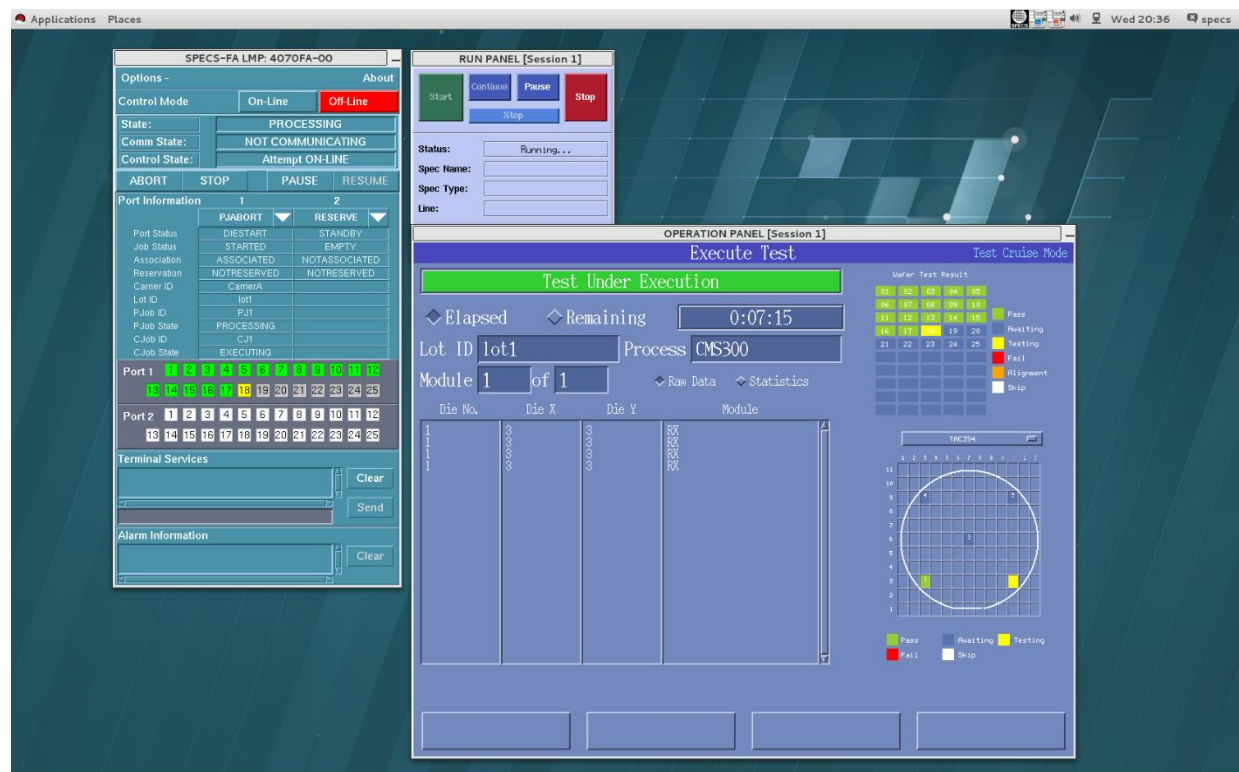 Applications Places
SPECS
Wed 20:36 specs
SPECS-FA LMP: 4070FA-00
Options - About
Control Mode On-Line Off-Line
State: PROCESSING
Comm State: NOT COMMUNICATING
Control State: Attempt ON-LINE
ABORT STOP PAUSE RESUME
Port Information 1 2
PJABORT RESERVE
Port Status DIESTART STANDBY
Job Status STARTED EMPTY
Association ASSOCIATED NOTASSOCIATED
Reservation NOTRESERVED NOTRESERVED
Carrier ID CarrierA
Lot ID lot1
PJob ID PJ1
PJob State PROCESSING
CJob ID CJ1
CJob State EXECUTING
Port 1 1 2 3 4 5 6 7 8 9 10 11 12
13 14 15 16 17 18 19 20 21 22 23 24 25
Port 2 1 2 3 4 5 6 7 8 9 10 11 12
13 14 15 16 17 18 19 20 21 22 23 24 25
Terminal Services
Clear
Send
Alarm Information
Clear
RUN PANEL [Session 1]
Start Continue Pause Stop
Stop
Status: Running...
Spec Name:
Spec Type:
Line:
OPERATION PANEL [Session 1]
Execute Test Test Cruise Mode
Test Under Execution
Elapsed Remaining 0:07:15
Lot ID lot1 Process CMS300
Module 1 of 1 Raw Data Statistics
Die No. Die X Die Y Module
1 3 3 RX
1 3 3 RX
1 3 3 RX
1 3 3 RX
Wafer Test Result
01 02 03 04 05
06 07 08 09 10
11 12 13 14 15
16 17 19 20
21 22 23 24 25
Pass
Awaiting
Testing
Fail
Alignment
Skip
TAC394
11
10
9
8
7
6
5
4
3
2
1
Pass Awaiting Testing
Fail Skip